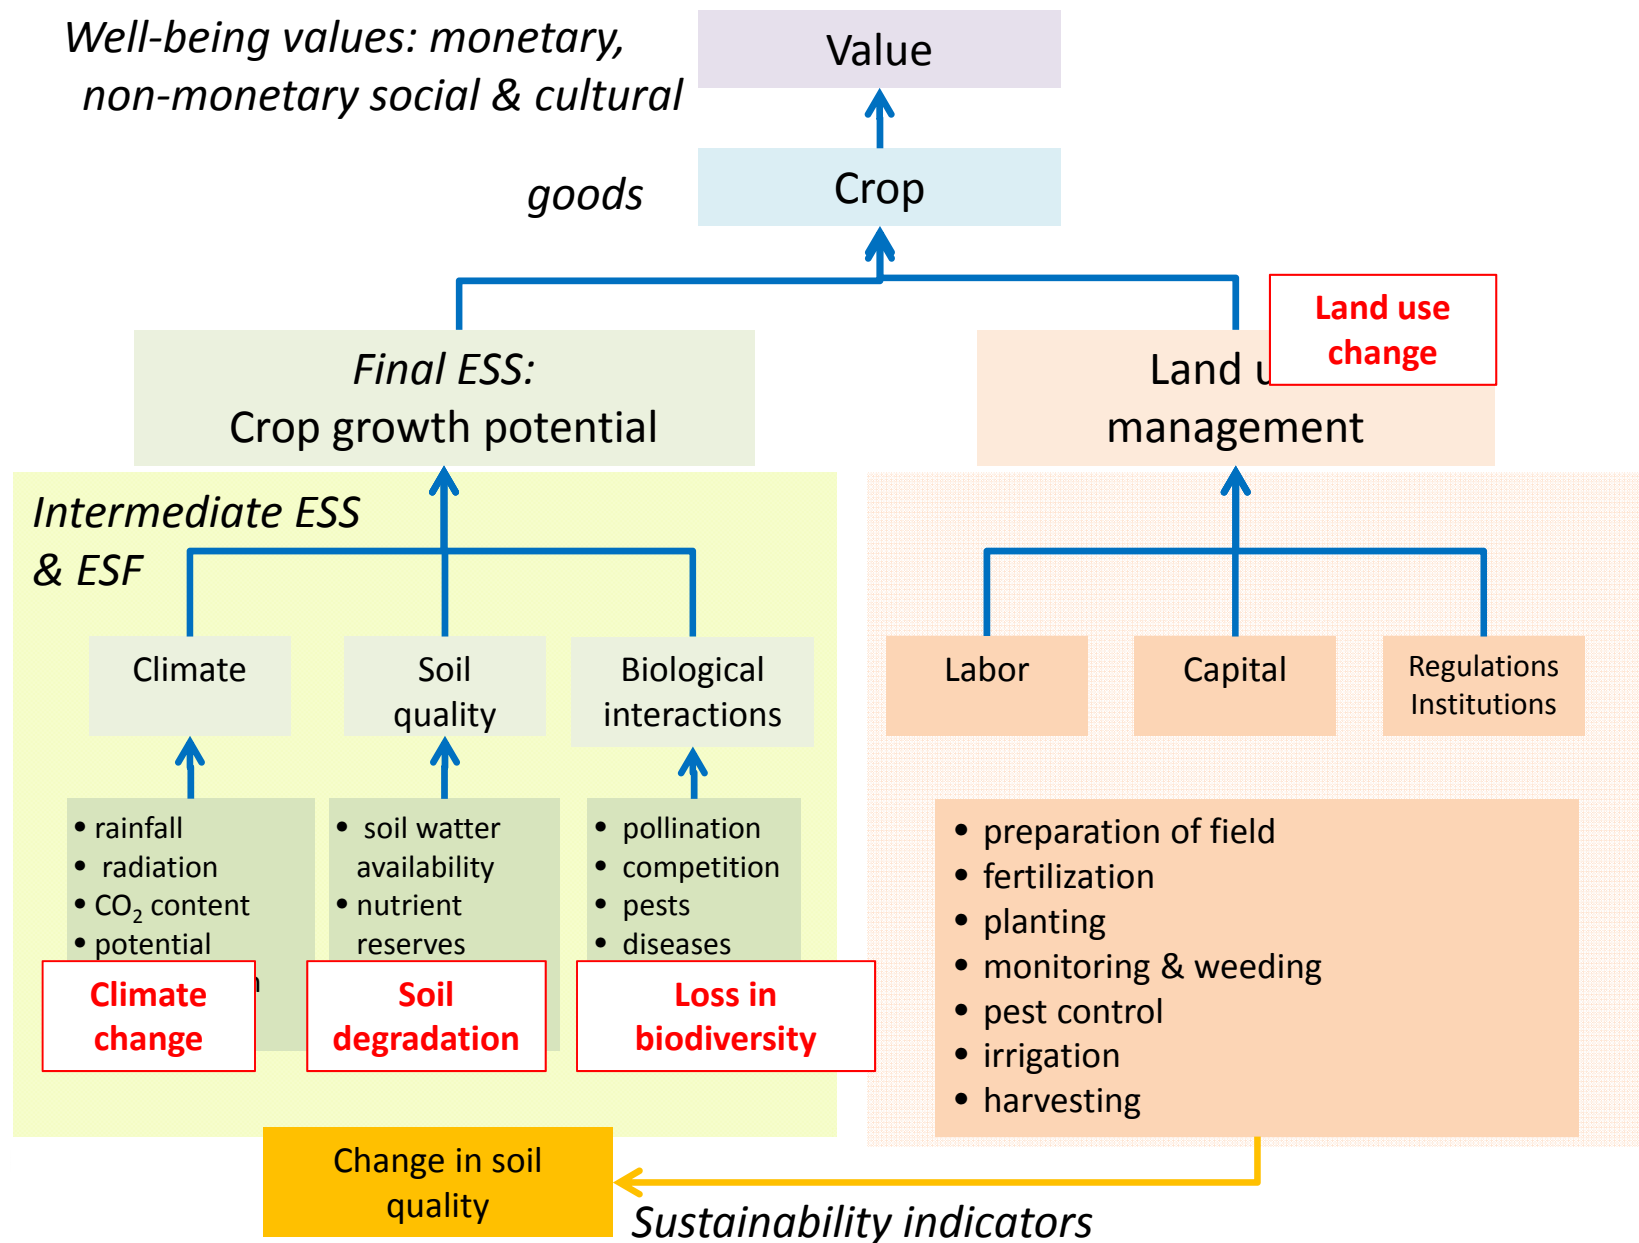 Well-being values: monetary,
non-monetary social & cultural
Value
goods
Crop
Land use
change
Final ESS:
Crop growth potential
Land
management
Intermediate ESS
& ESF
Climate
Soil
quality
Biological
interactions
Labor
Capital
Regulations
Institutions
• rainfall
• radiation
• CO₂ content
• potential
• soil watter
availability
• nutrient
reserves
• pollination
• competition
• pests
• diseases
Climate
change
Soil
degradation
Loss in
biodiversity
• preparation of field
• fertilization
• planting
• monitoring & weeding
• pest control
• irrigation
• harvesting
Change in soil
quality
Sustainability indicators